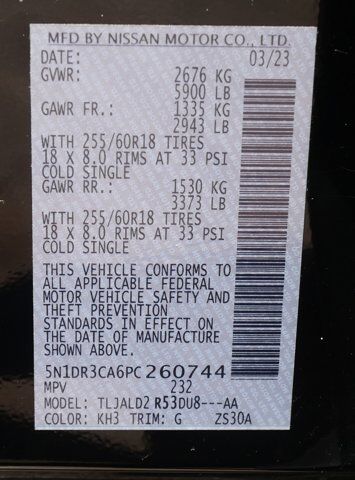 MFD BY NISSAN MOTOR CO., LTD.
DATE: 03/23
GVWR: 2676 KG
5900 LB
GAWR FR.: 1335 KG
2943 LB
WITH 255/60R18 TIRES
18 X 8.0 RIMS AT 33 PSI
COLD SINGLE
GAWR RR.: 1530 KG
3373 LB
WITH 255/60R18 TIRES
18 X 8.0 RIMS AT 33 PSI
COLD SINGLE
THIS VEHICLE CONFORMS TO
ALL APPLICABLE FEDERAL
MOTOR VEHICLE SAFETY AND
THEFT PREVENTION
STANDARDS IN EFFECT ON
THE DATE OF MANUFACTURE
SHOWN ABOVE.
5N1DR3CA6PC260744
MPV 232
MODEL: TLJALD2 R53DU8---AA
COLOR: KH3 TRIM: G ZS30A